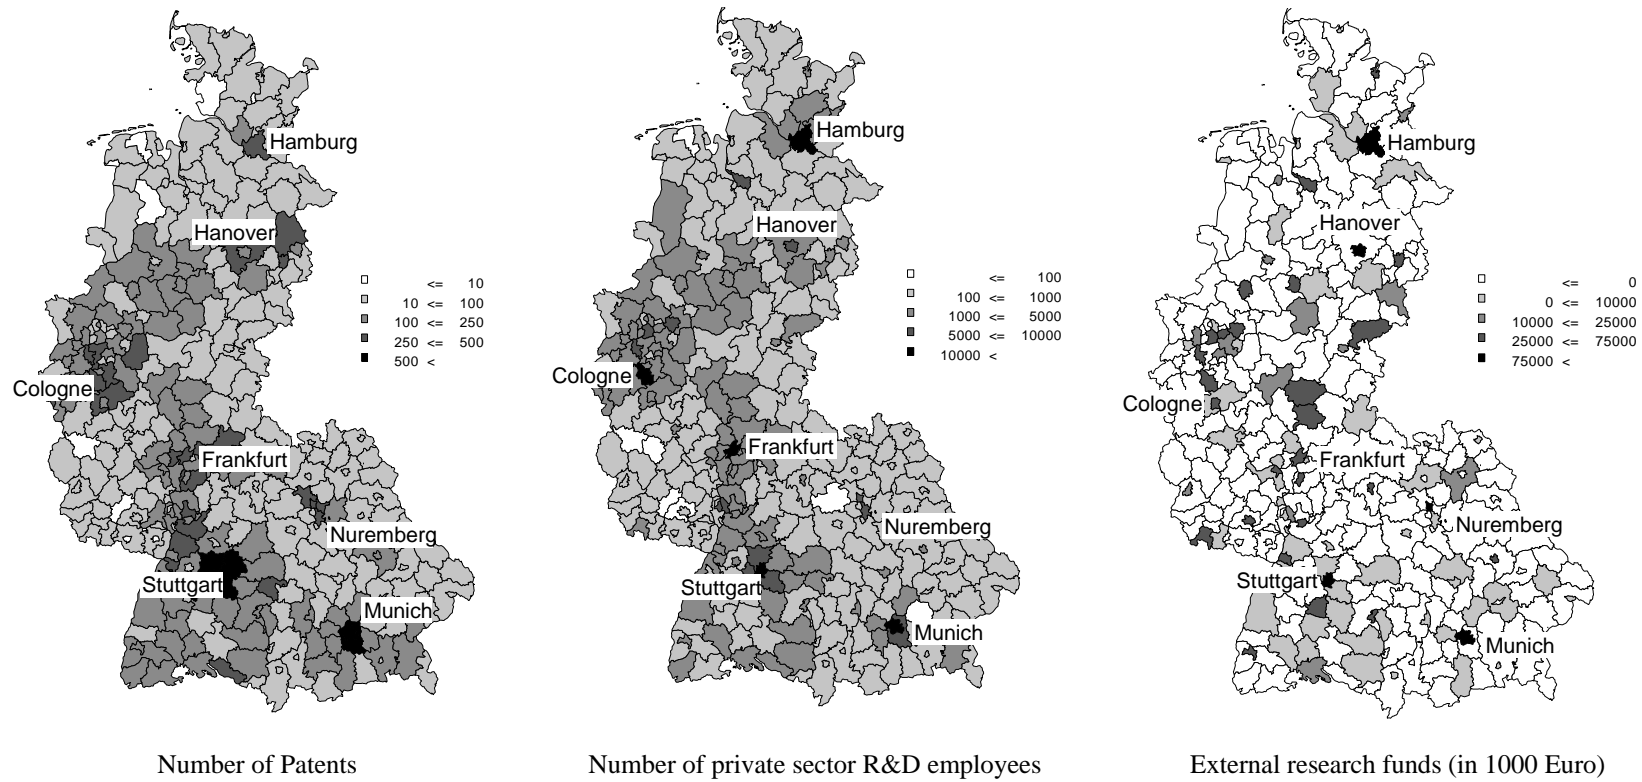 Hamburg
Hanover
<= 10
10 <= 100
100 <= 250
250 <= 500
500 <
Cologne
Frankfurt
Nuremberg
Stuttgart
Munich
Number of Patents
Hamburg
Hanover
<= 100
100 <= 1000
1000 <= 5000
5000 <= 10000
10000 <
Cologne
Frankfurt
Nuremberg
Stuttgart
Munich
Number of private sector R&D employees
Hamburg
Hanover
<= 0
0 <= 10000
10000 <= 25000
25000 <= 75000
75000 <
Cologne
Frankfurt
Nuremberg
Stuttgart
Munich
External research funds (in 1000 Euro)